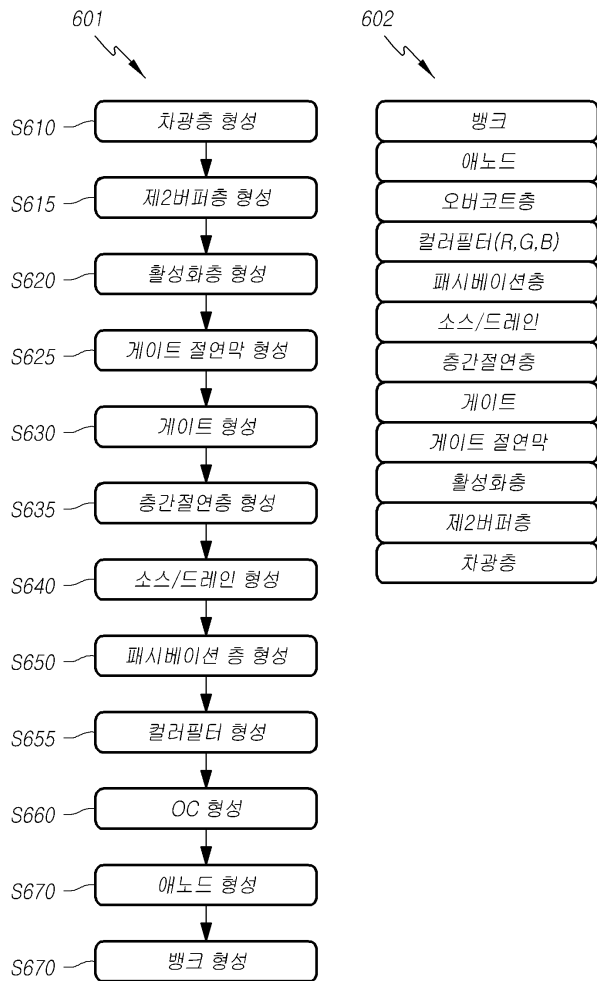 601
S610 차광층 형성
S615 제2버퍼층 형성
S620 활성화층 형성
S625 게이트 절연막 형성
S630 게이트 형성
S635 층간절연층 형성
S640 소스/드레인 형성
S650 패시베이션 층 형성
S655 컬러필터 형성
S660 OC 형성
S670 애노드 형성
S670 뱅크 형성
602
뱅크
애노드
오버코트층
컬러필터(R,G,B)
패시베이션층
소스/드레인
층간절연층
게이트
게이트 절연막
활성화층
제2버퍼층
차광층